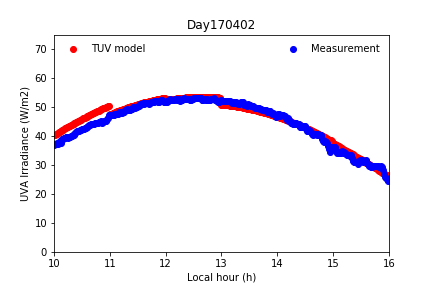 Day170402
TUV model
Measurement
UVA Irradiance (W/m2)
70
60
50
40
30
20
10
0
10 11 12 13 14 15 16
Local hour (h)